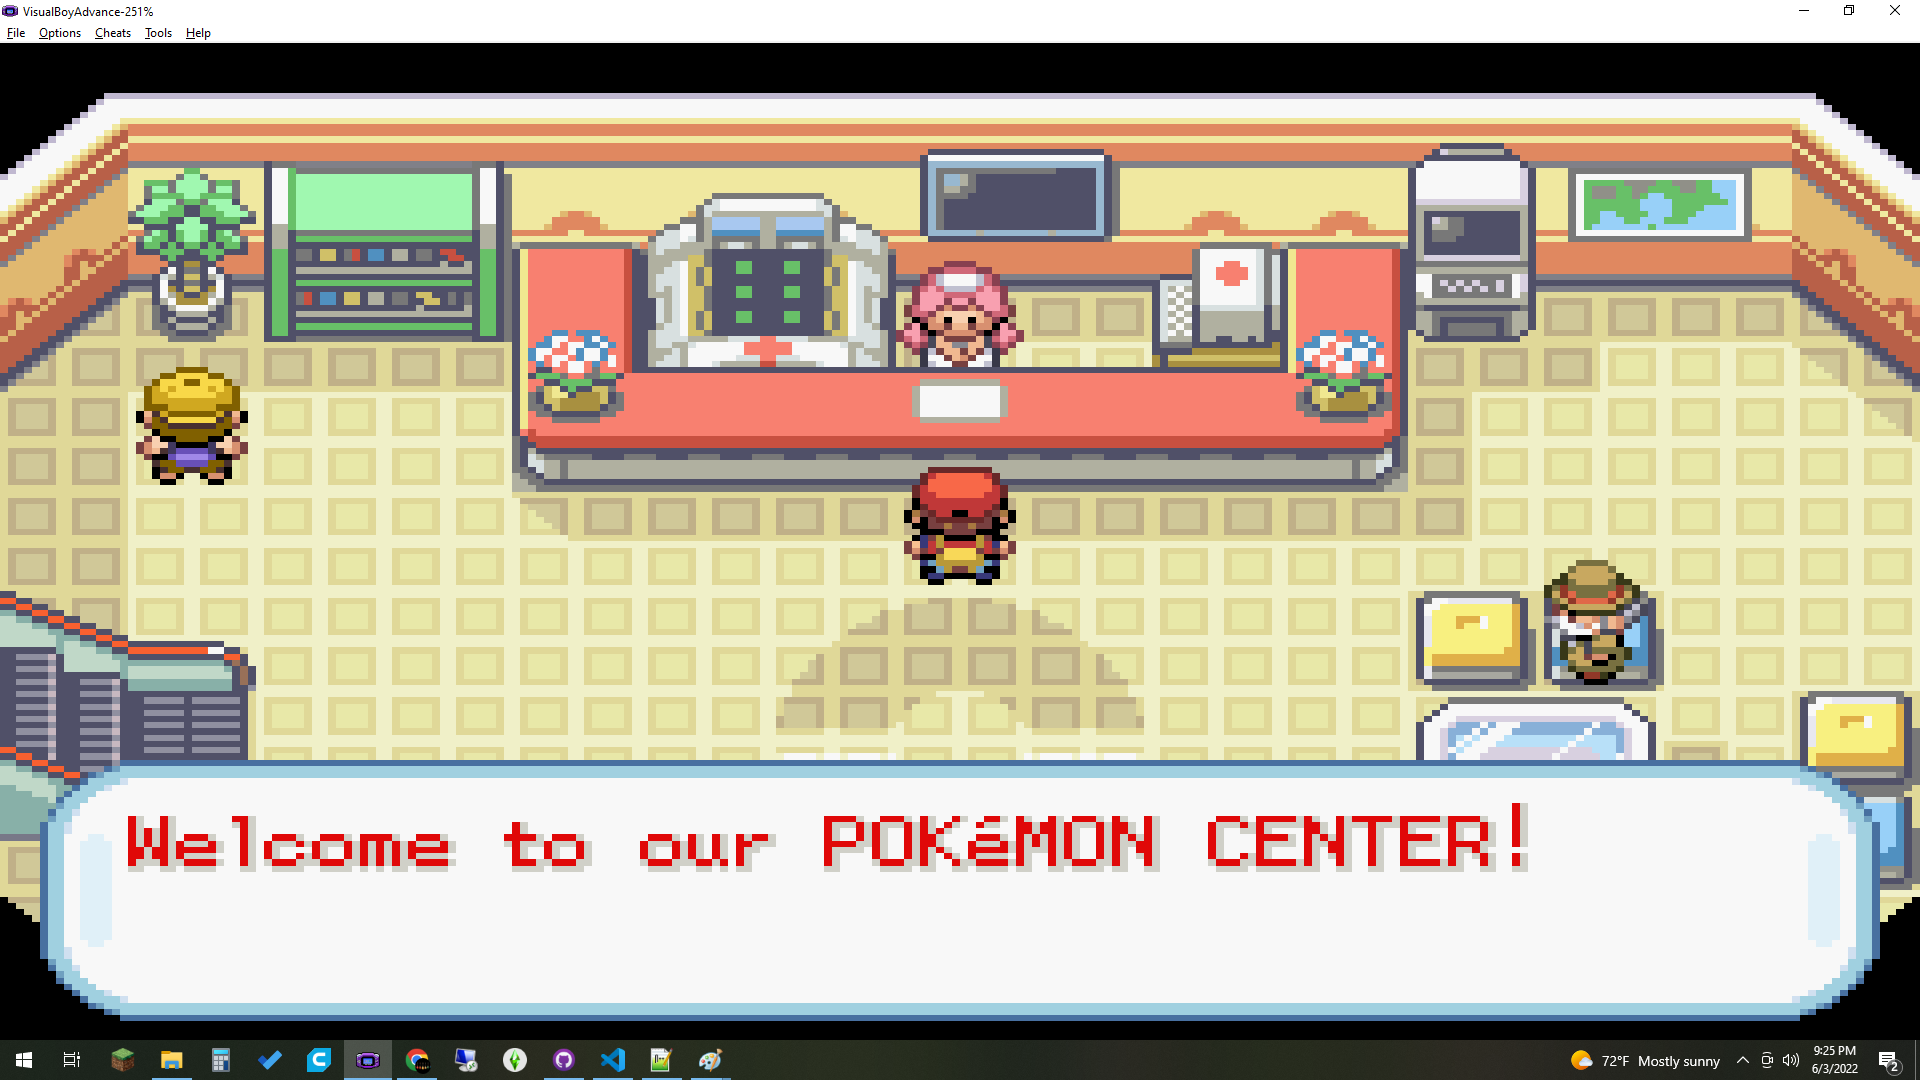 VisualBoyAdvance-251%
File Options Cheats Tools Help
Welcome to our POKéMON CENTER!
72°F Mostly sunny
9:25 PM
6/3/2022
2